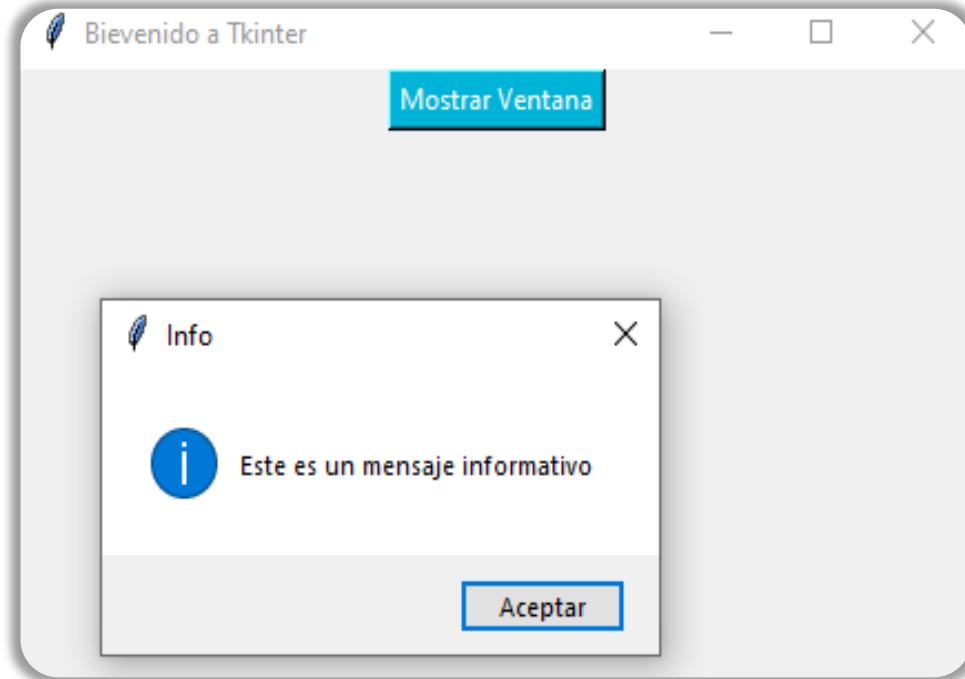 Bievenido a Tkinter
Mostrar Ventana
Info
Este es un mensaje informativo
Aceptar